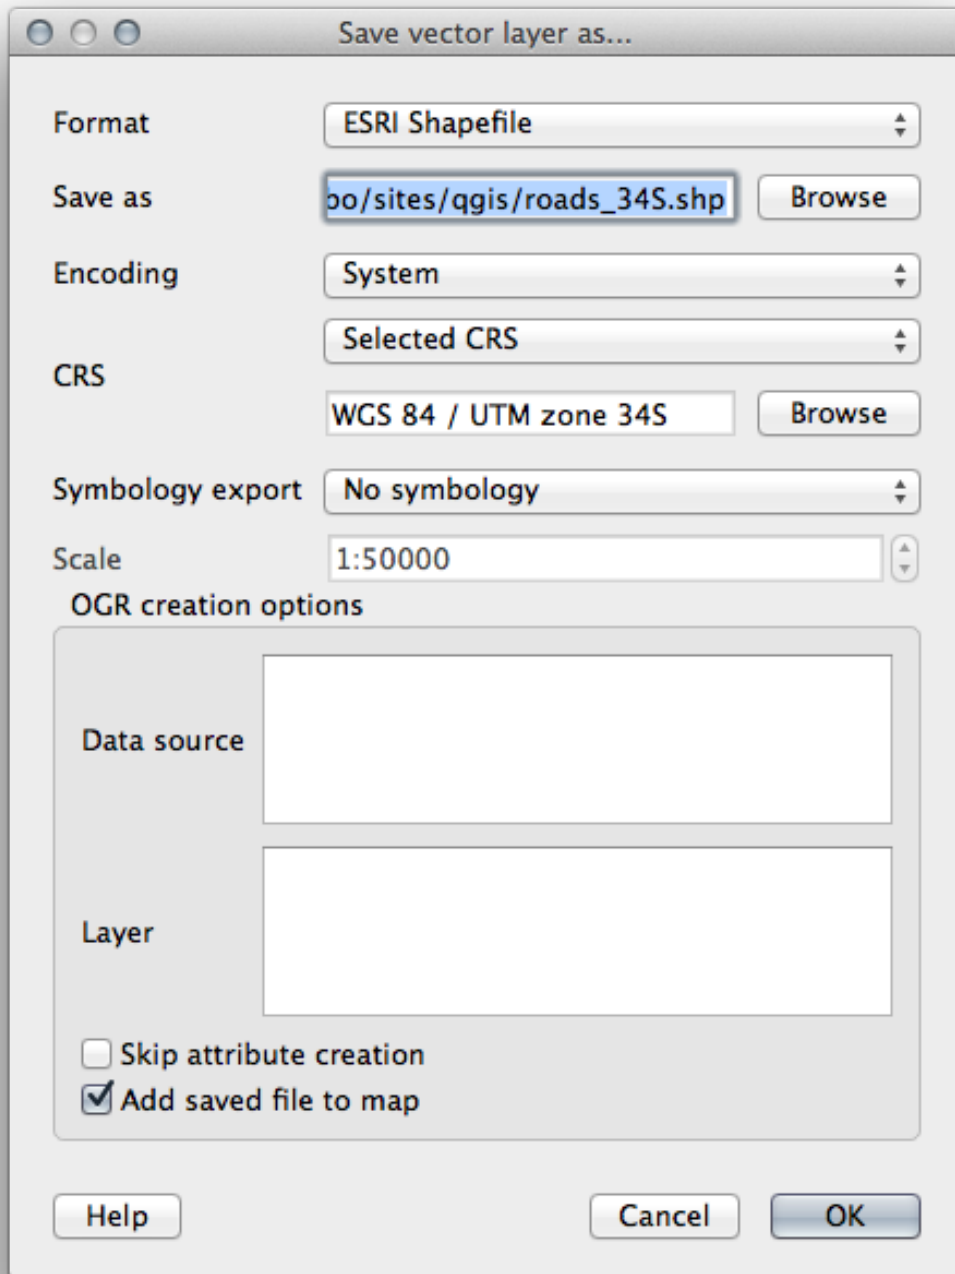 Save vector layer as...
Format ESRI Shapefile
Save as bo/sites/qgis/roads_34S.shp Browse
Encoding System
Selected CRS
CRS
WGS 84 / UTM zone 34S Browse
Symbology export No symbology
Scale 1:50000
OGR creation options
Data source
Layer
Skip attribute creation
Add saved file to map
Help Cancel OK